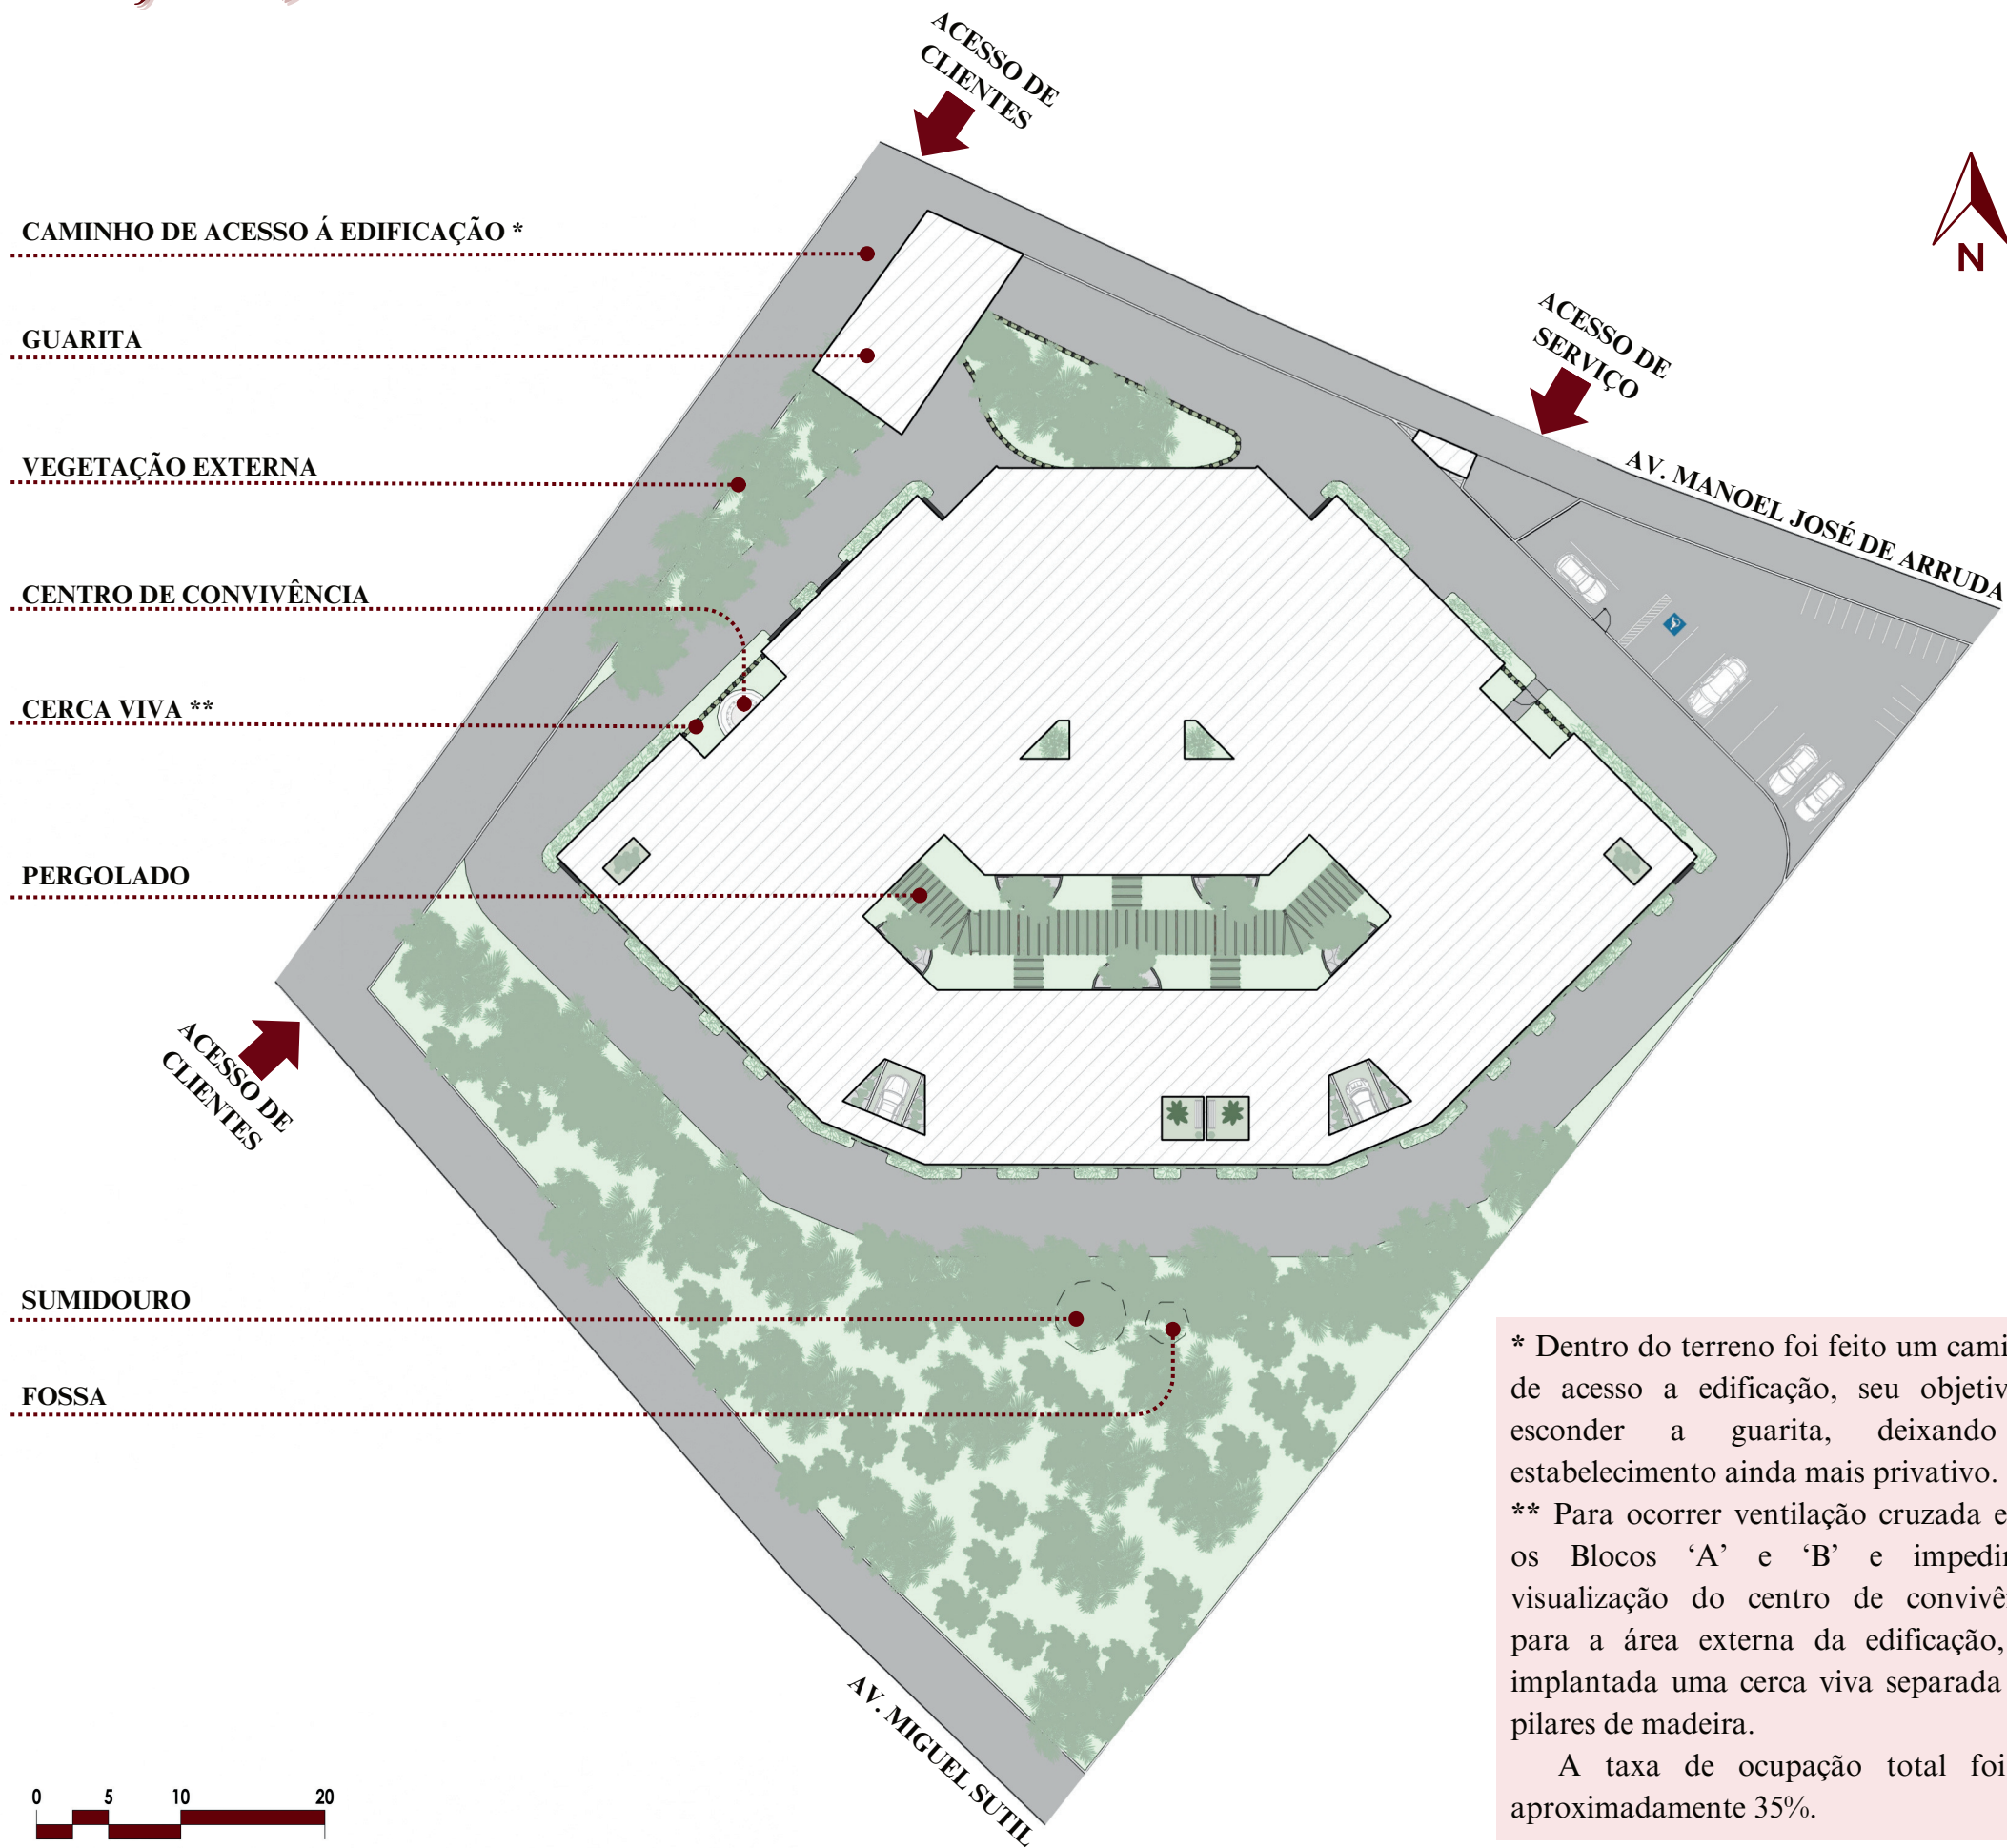 ACESSO DE
CLIENTES
CAMINHO DE ACESSO Á EDIFICAÇÃO *
N
GUARITA
ACESSO DE
SERVIÇO
VEGETAÇÃO EXTERNA
AV. MANOEL JOSÉ DE ARRUDA
CENTRO DE CONVIVÊNCIA
CERCA VIVA **
PERGOLADO
ACESSO DE
CLIENTES
SUMIDOURO
FOSSA
AV. MIGUEL SUTIL
0 5 10 20
* Dentro do terreno foi feito um
de acesso a edificação, seu
esconder a guarita, deixando
estabelecimento ainda mais privativo.
** Para ocorrer ventilação cruzada
os Blocos ‘A’ e ‘B’ e
visualização do centro de
para a área externa da edificação,
implantada uma cerca viva separada
pilares de madeira.
A taxa de ocupação total foi
aproximadamente 35%.